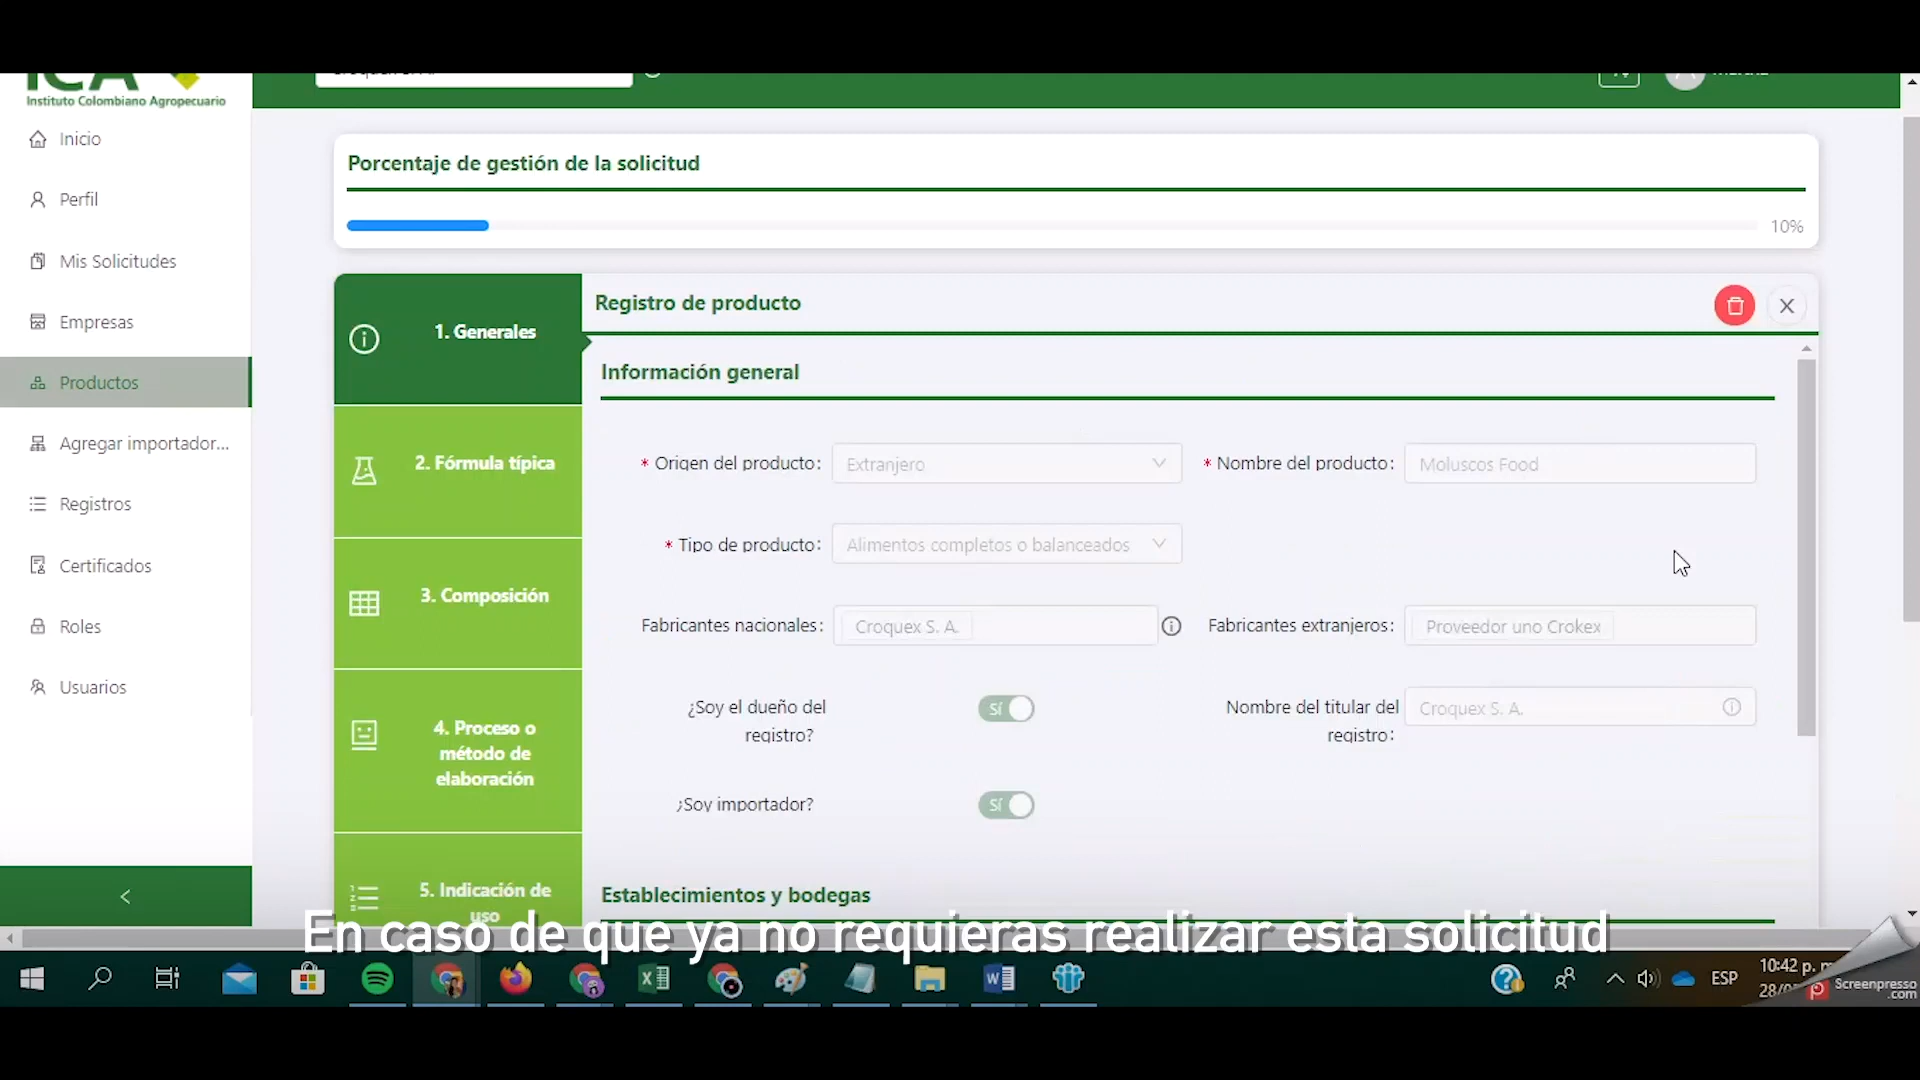 ICA
Instituto Colombiano Agropecuario
Inicio
Perfil
Mis Solicitudes
Empresas
Productos
Agregar importador...
Registros
Certificados
Roles
Usuarios
Porcentaje de gestión de la solicitud
10%
1. Generales
2. Fórmula típica
3. Composición
4. Proceso o
método de
elaboración
5. Indicación de
uso
Registro de producto
Información general
* Origen del producto: Extranjero
* Nombre del producto: Moluscos Food
* Tipo de producto: Alimentos completos o balanceados
Fabricantes nacionales: Croquex S. A.
Fabricantes extranjeros: Proveedor uno Crokex
¿Soy el dueño del
registro?
Sí
Nombre del titular del
registro:
Croquex S. A.
¿Soy importador?
Sí
Establecimientos y bodegas
En caso de que ya no requieras realizar esta solicitud
ESP
10:42 p.
Screenpresso
.com